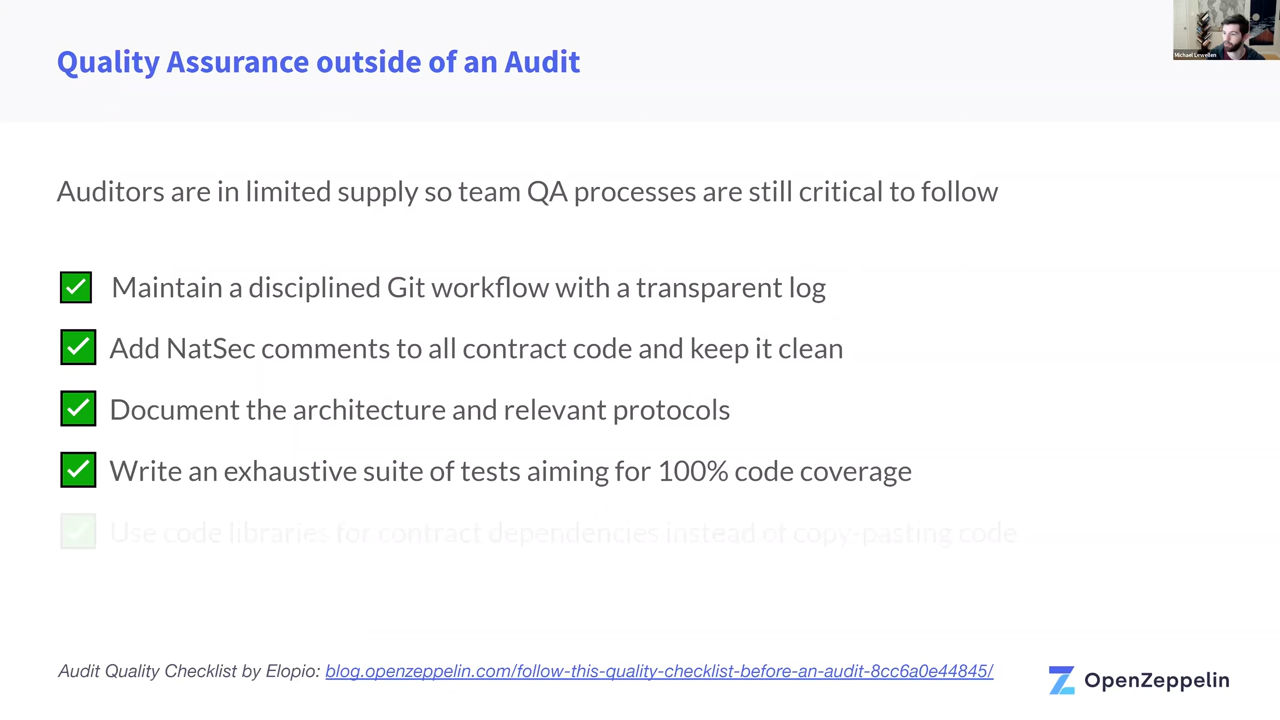 Quality Assurance outside of an Audit
Michael Lewellen
Auditors are in limited supply so team QA processes are still critical to follow
Maintain a disciplined Git workflow with a transparent log
Add NatSec comments to all contract code and keep it clean
Document the architecture and relevant protocols
Write an exhaustive suite of tests aiming for 100% code coverage
Use code libraries for contract dependencies instead of copy-pasting code
Audit Quality Checklist by Elopio: blog.openzeppelin.com/follow-this-quality-checklist-before-an-audit-8cc6a0e44845/
OpenZeppelin